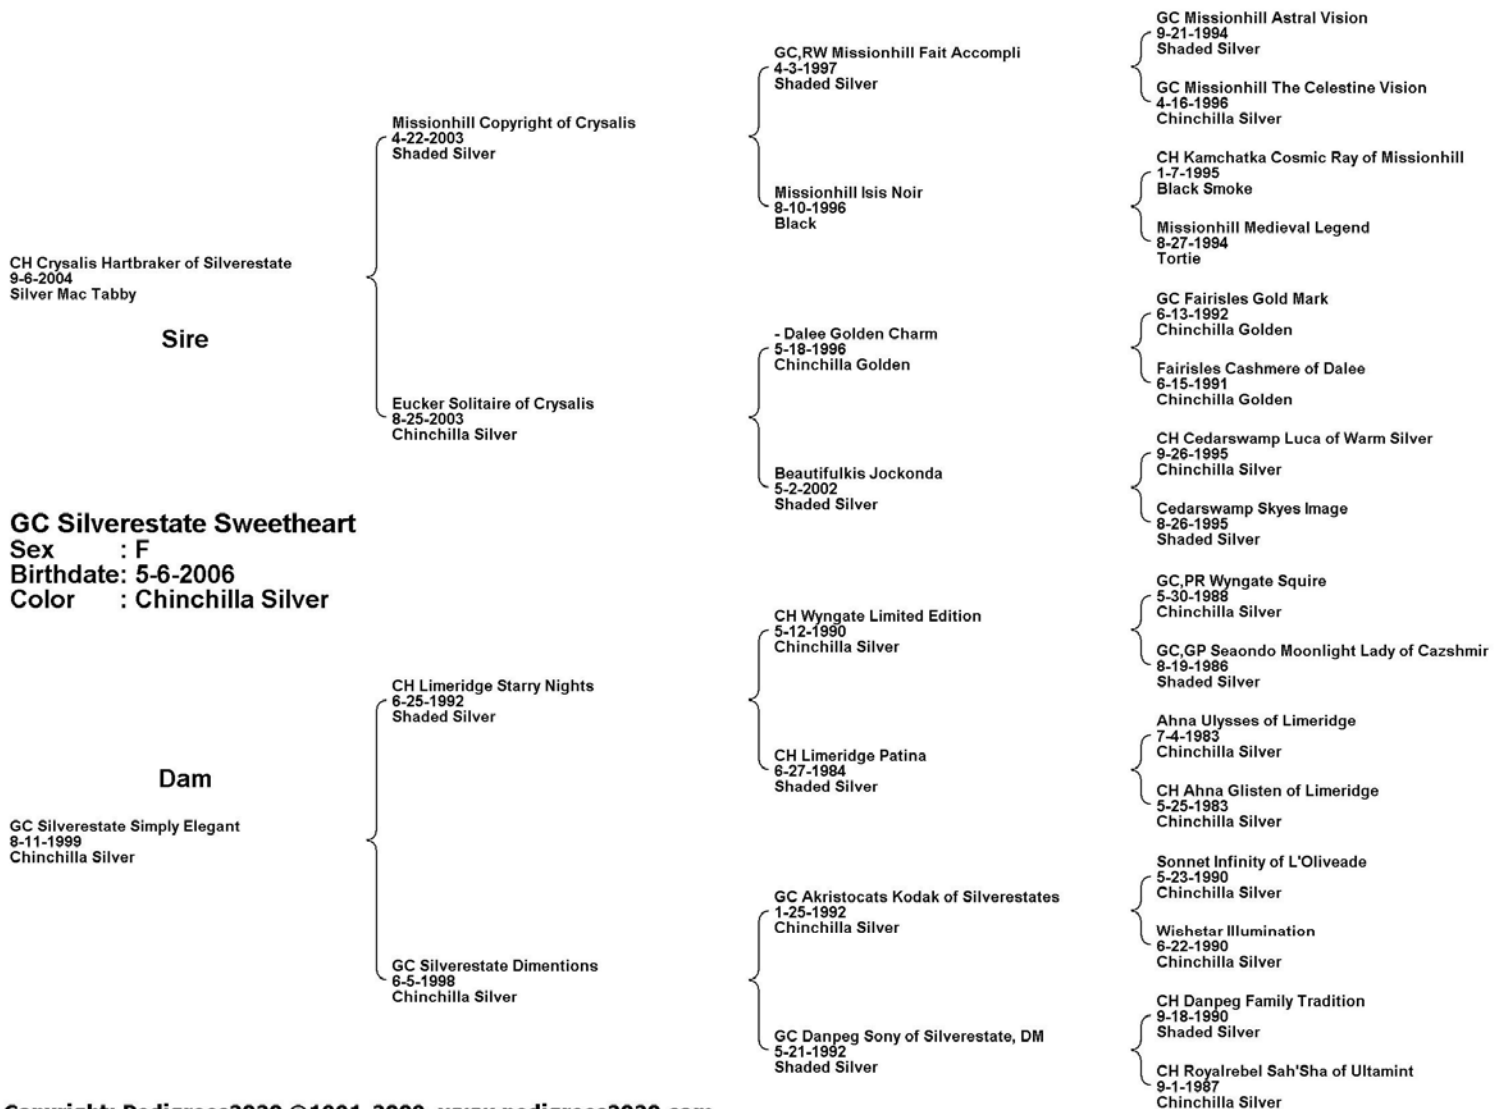 GC Silverestate Sweetheart
Sex : F
Birthdate: 5-6-2006
Color : Chinchilla Silver
Sire
CH Crysalis Hartbraker of Silverestate
9-6-2004
Silver Mac Tabby
Dam
GC Silverestate Simply Elegant
8-11-1999
Chinchilla Silver
Missionhill Copyright of Crysalis
4-22-2003
Shaded Silver
Eucker Solitaire of Crysalis
8-25-2003
Chinchilla Silver
CH Limeridge Starry Nights
6-25-1992
Shaded Silver
GC Silverestate Dimentions
6-5-1998
Chinchilla Silver
GC,RW Missionhill Fait Accompli
4-3-1997
Shaded Silver
Missionhill Isis Noir
8-10-1996
Black
- Dalee Golden Charm
5-18-1996
Chinchilla Golden
Beautifulkis Jockonda
5-2-2002
Shaded Silver
CH Wyngate Limited Edition
5-12-1990
Chinchilla Silver
CH Limeridge Patina
6-27-1984
Shaded Silver
GC Akristocats Kodak of Silverestates
1-25-1992
Chinchilla Silver
GC Danpeg Sony of Silverestate, DM
5-21-1992
Shaded Silver
GC Missionhill Astral Vision
9-21-1994
Shaded Silver
GC Missionhill The Celestine Vision
4-16-1996
Chinchilla Silver
CH Kamchatka Cosmic Ray of Missionhill
1-7-1995
Black Smoke
Missionhill Medieval Legend
8-27-1994
Tortie
GC Fairisles Gold Mark
6-13-1992
Chinchilla Golden
Fairisles Cashmere of Dalee
6-15-1991
Chinchilla Golden
CH Cedarswamp Luca of Warm Silver
9-26-1995
Chinchilla Silver
Cedarswamp Skyes Image
8-26-1995
Shaded Silver
GC,PR Wyngate Squire
5-30-1988
Chinchilla Silver
GC,GP Seaondo Moonlight Lady of Cazshmir
8-19-1986
Shaded Silver
Ahna Ulysses of Limeridge
7-4-1983
Chinchilla Silver
CH Ahna Glisten of Limeridge
5-25-1983
Chinchilla Silver
Sonnet Infinity of L'Oliveade
5-23-1990
Chinchilla Silver
Wishstar Illumination
6-22-1990
Chinchilla Silver
CH Danpeg Family Tradition
9-18-1990
Shaded Silver
CH Royalrebel Sah'Sha of Ultamint
9-1-1987
Chinchilla Silver